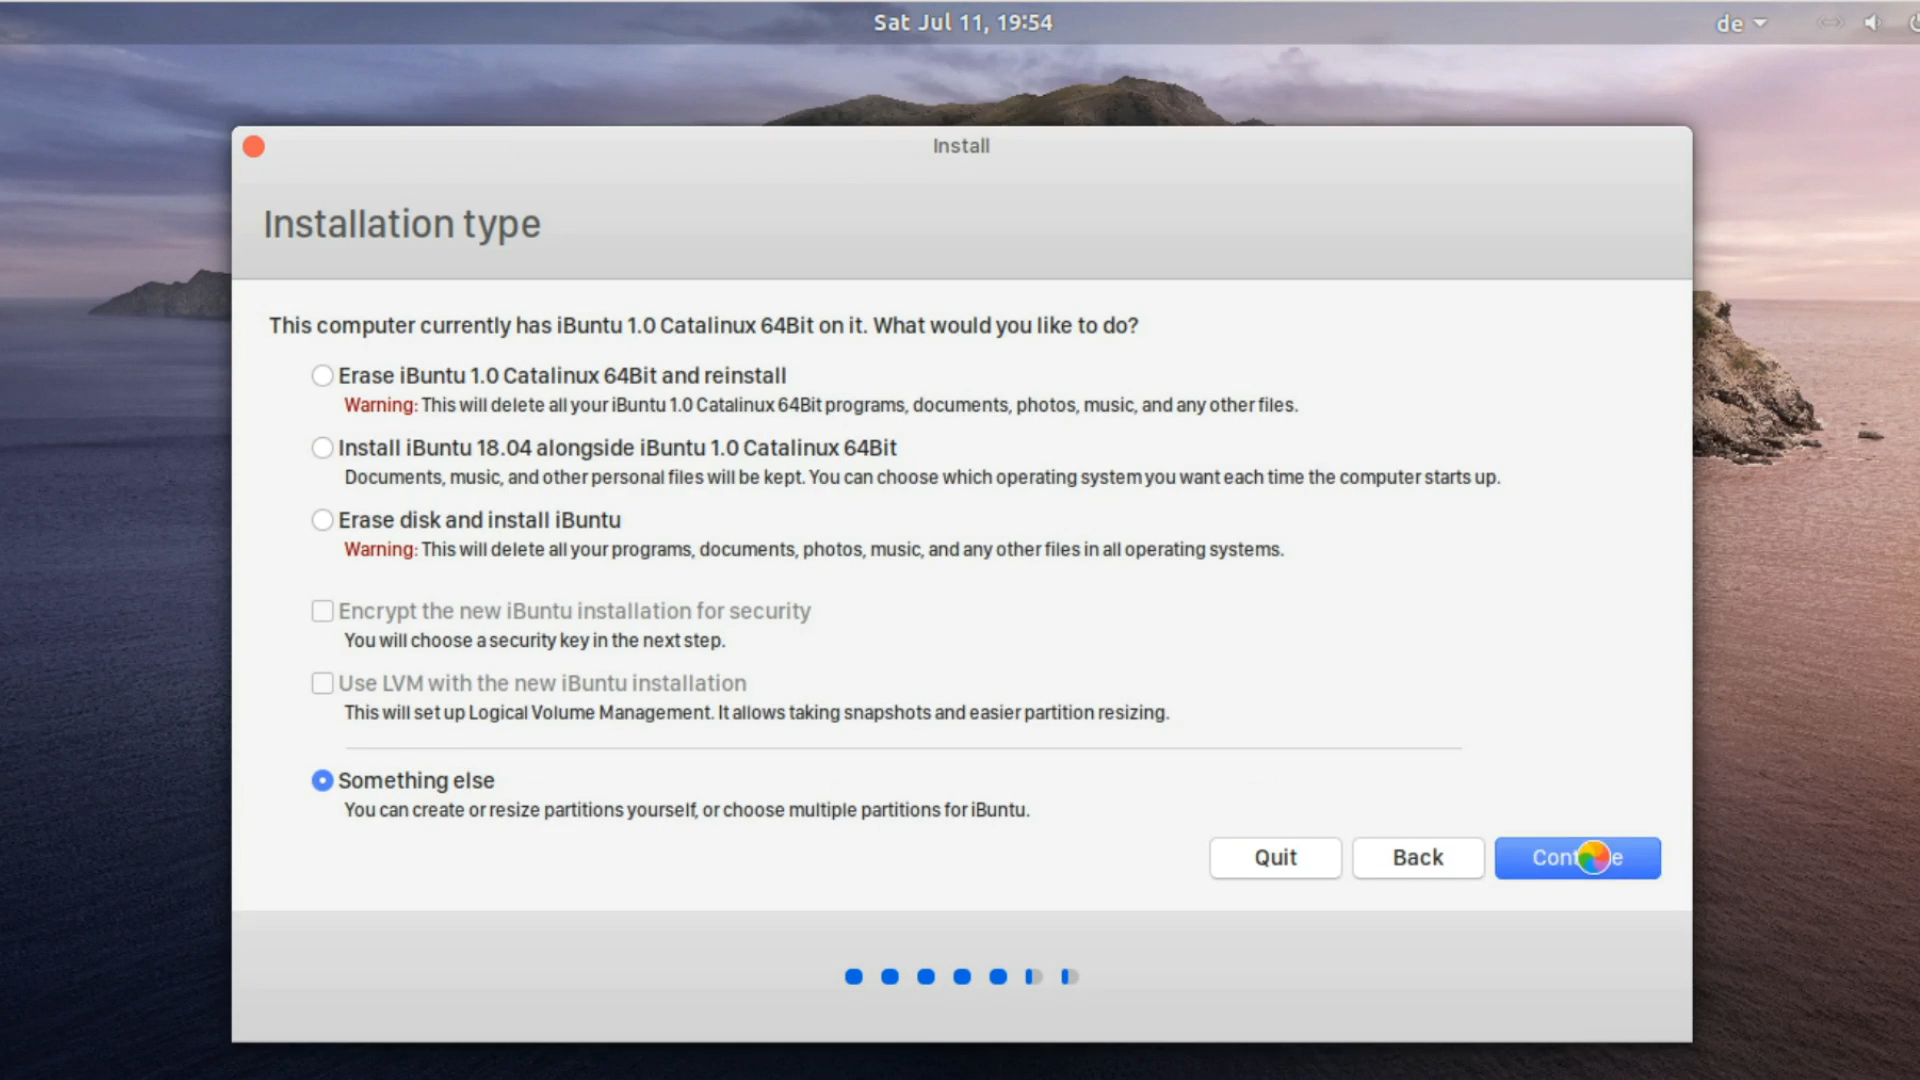 Sat Jul 11, 19:54
de
Install
Installation type
This computer currently has iBuntu 1.0 Catalinux 64Bit on it. What would you like to do?
Erase iBuntu 1.0 Catalinux 64Bit and reinstall
Warning: This will delete all your iBuntu 1.0 Catalinux 64Bit programs, documents, photos, music, and any other files.
Install iBuntu 18.04 alongside iBuntu 1.0 Catalinux 64Bit
Documents, music, and other personal files will be kept. You can choose which operating system you want each time the computer starts up.
Erase disk and install iBuntu
Warning: This will delete all your programs, documents, photos, music, and any other files in all operating systems.
Encrypt the new iBuntu installation for security
You will choose a security key in the next step.
Use LVM with the new iBuntu installation
This will set up Logical Volume Management. It allows taking snapshots and easier partition resizing.
Something else
You can create or resize partitions yourself, or choose multiple partitions for iBuntu.
Quit Back